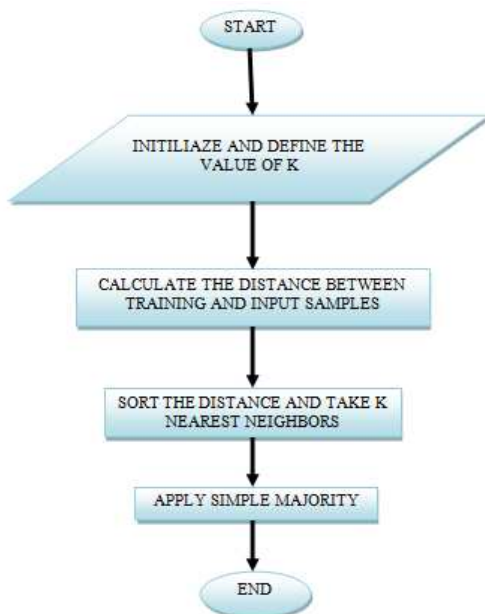 START
INITILIAZE AND DEFINE THE
VALUE OF K
CALCULATE THE DISTANCE BETWEEN
TRAINING AND INPUT SAMPLES
SORT THE DISTANCE AND TAKE K
NEAREST NEIGHBORS
APPLY SIMPLE MAJORITY
END